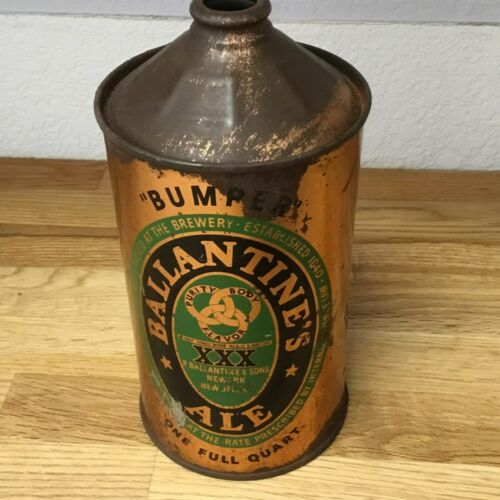 "BUMPER"
AT THE BREWERY · ESTABLISHED 1840
BALLANTINE'S
PURITY BODY
FLAVOR
XXX
P BALLANTINE & SONS
NEWARK
NEW JERSEY
ALE
AT THE RATE PRESCRIBED BY INTERNAL
ONE FULL QUART